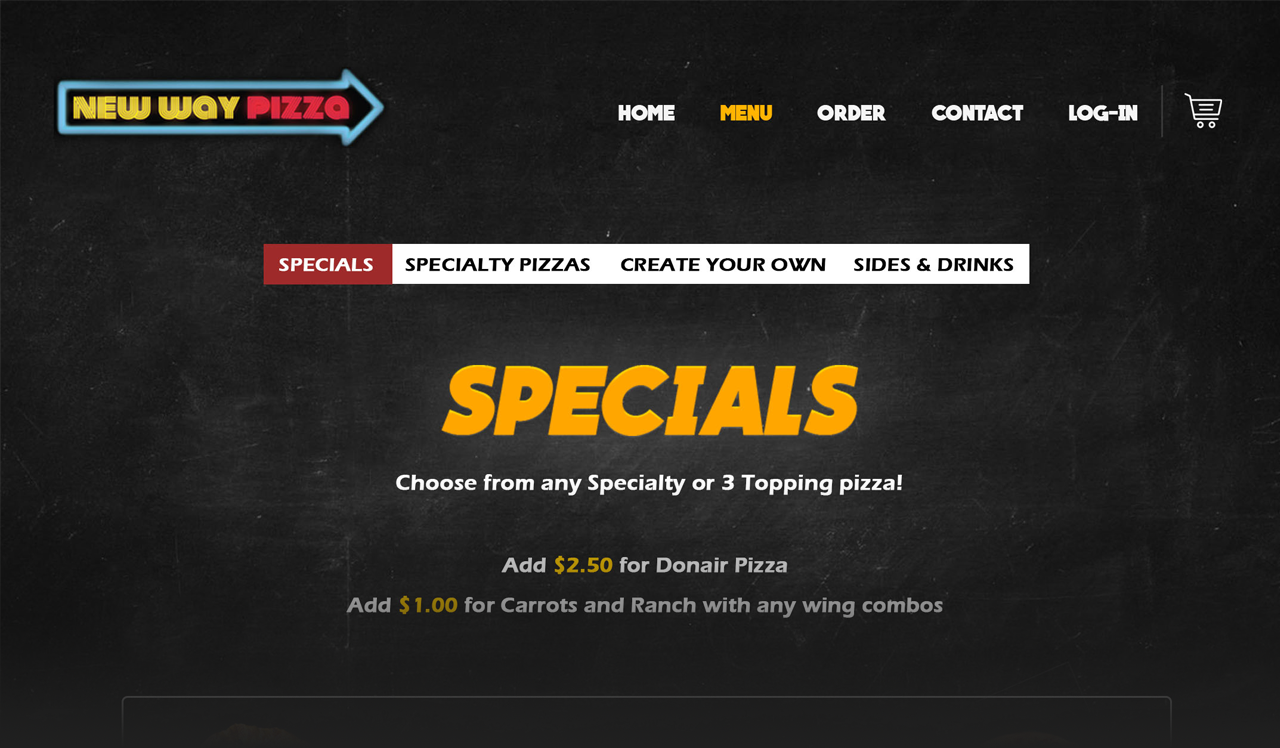 NEW WAY PIZZA
HOME MENU ORDER CONTACT LOG-IN
SPECIALS SPECIALTY PIZZAS CREATE YOUR OWN SIDES & DRINKS
SPECIALS
Choose from any Specialty or 3 Topping pizza!
Add $2.50 for Donair Pizza
Add $1.00 for Carrots and Ranch with any wing combos